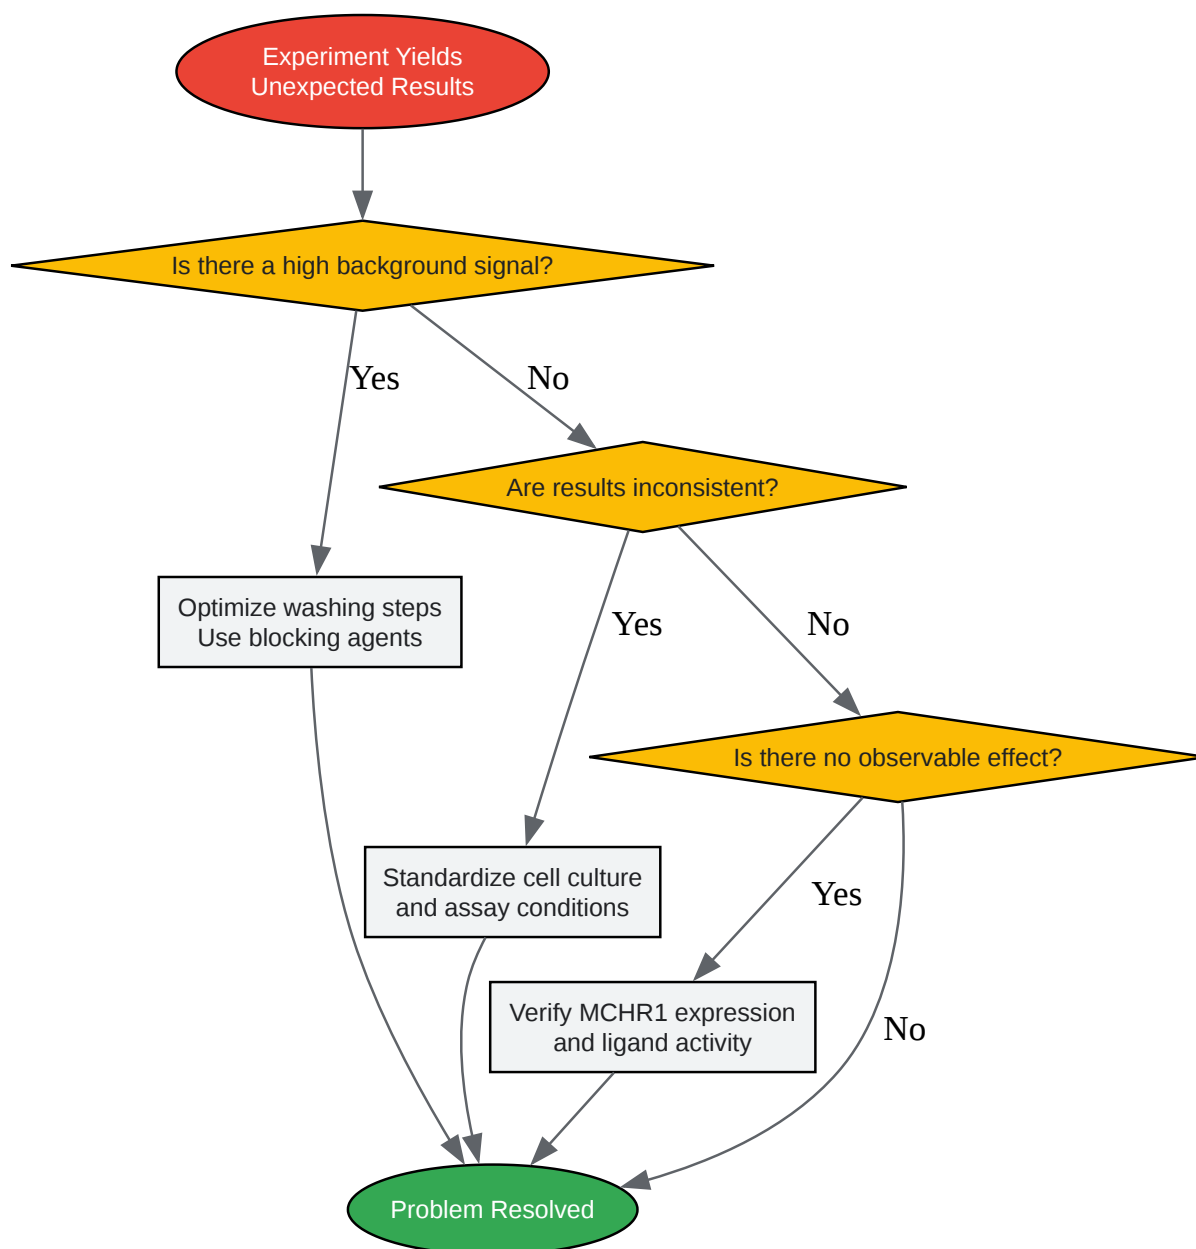 Experiment Yields
Unexpected Results
Is there a high background signal?
Yes
No
Are results inconsistent?
Optimize washing steps
Use blocking agents
Yes
No
Is there no observable effect?
Standardize cell culture
and assay conditions
Yes
Verify MCHR1 expression
and ligand activity
No
Problem Resolved